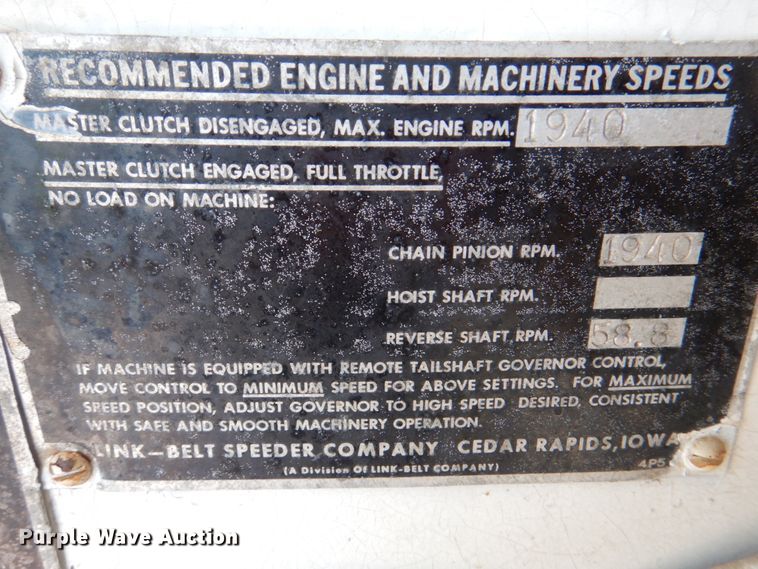 RECOMMENDED ENGINE AND MACHINERY SPEEDS
MASTER CLUTCH DISENGAGED, MAX. ENGINE RPM. 1940
MASTER CLUTCH ENGAGED, FULL THROTTLE,
NO LOAD ON MACHINE:
CHAIN PINION RPM. 1940
HOIST SHAFT RPM.
REVERSE SHAFT RPM. 58.8
IF MACHINE IS EQUIPPED WITH REMOTE TAILSHAFT GOVERNOR CONTROL,
MOVE CONTROL TO MINIMUM SPEED FOR ABOVE SETTINGS. FOR MAXIMUM
SPEED POSITION, ADJUST GOVERNOR TO HIGH SPEED DESIRED, CONSISTENT
WITH SAFE AND SMOOTH MACHINERY OPERATION.
LINK-BELT SPEEDER COMPANY CEDAR RAPIDS, IOWA
(A Division OF LINK-BELT COMPANY)
Purple Wave Auction